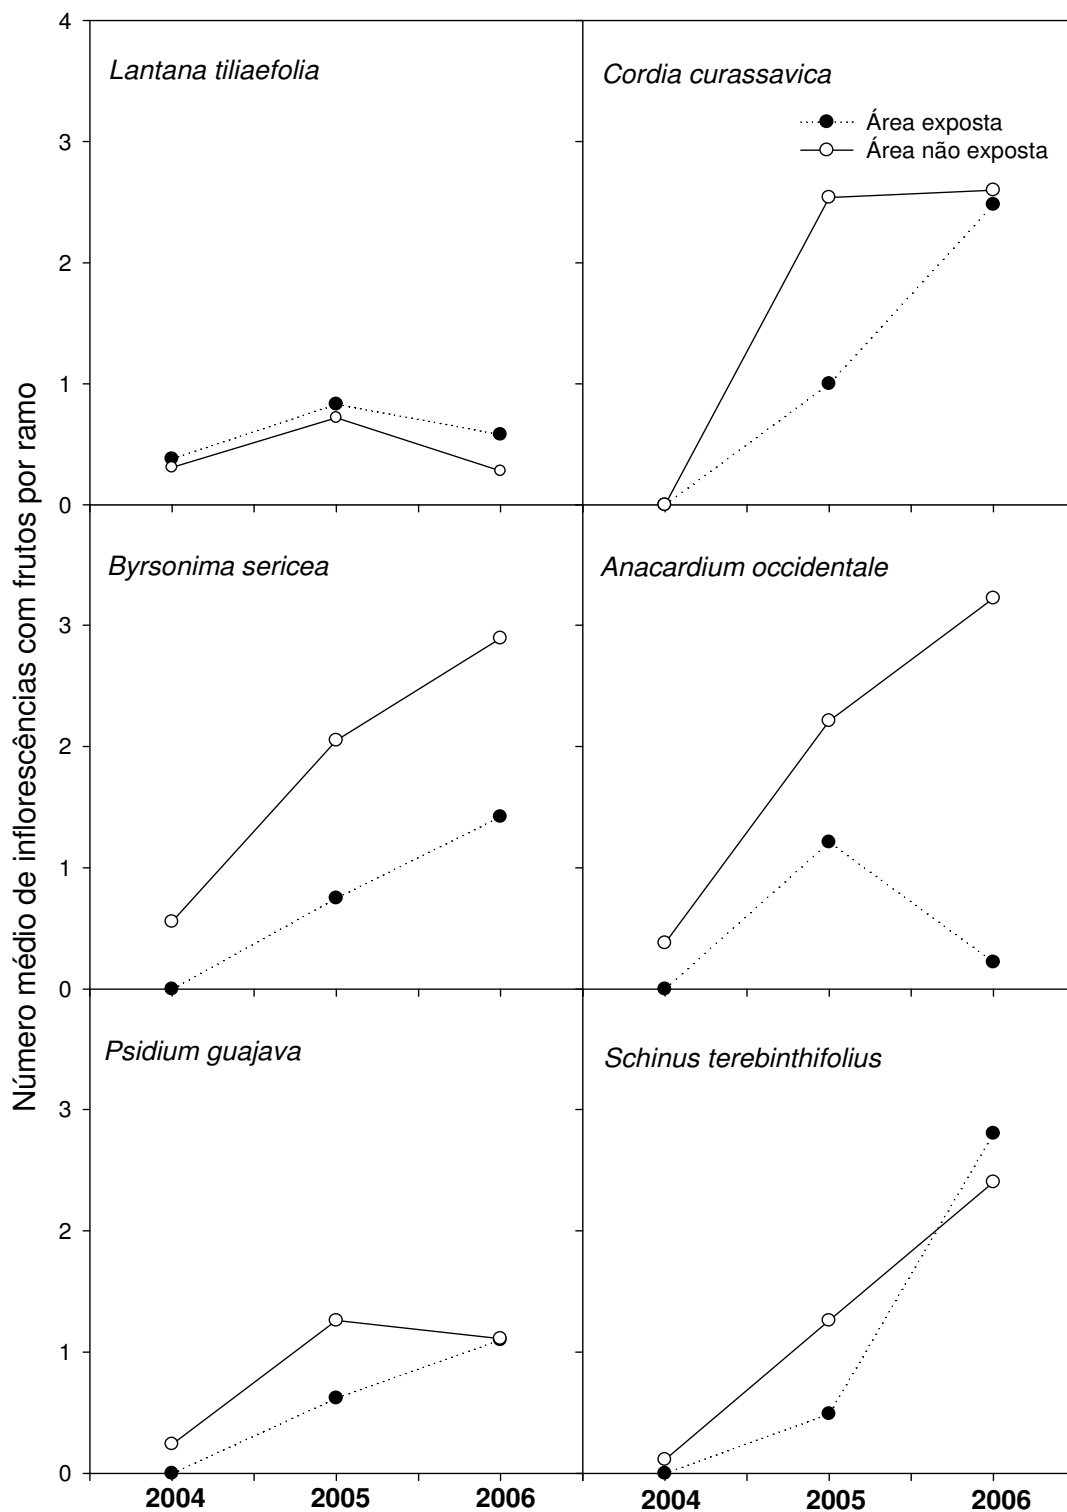 Número médio de inflorescências com frutos por ramo
4
3
2
1
0
Lantana tiliaefolia
Cordia curassavica
Área exposta
Área não exposta
3
2
1
0
Byrsonima sericea
Anacardium occidentale
3
2
1
0
Psidium guajava
Schinus terebinthifolius
2004 2005 2006 2004 2005 2006